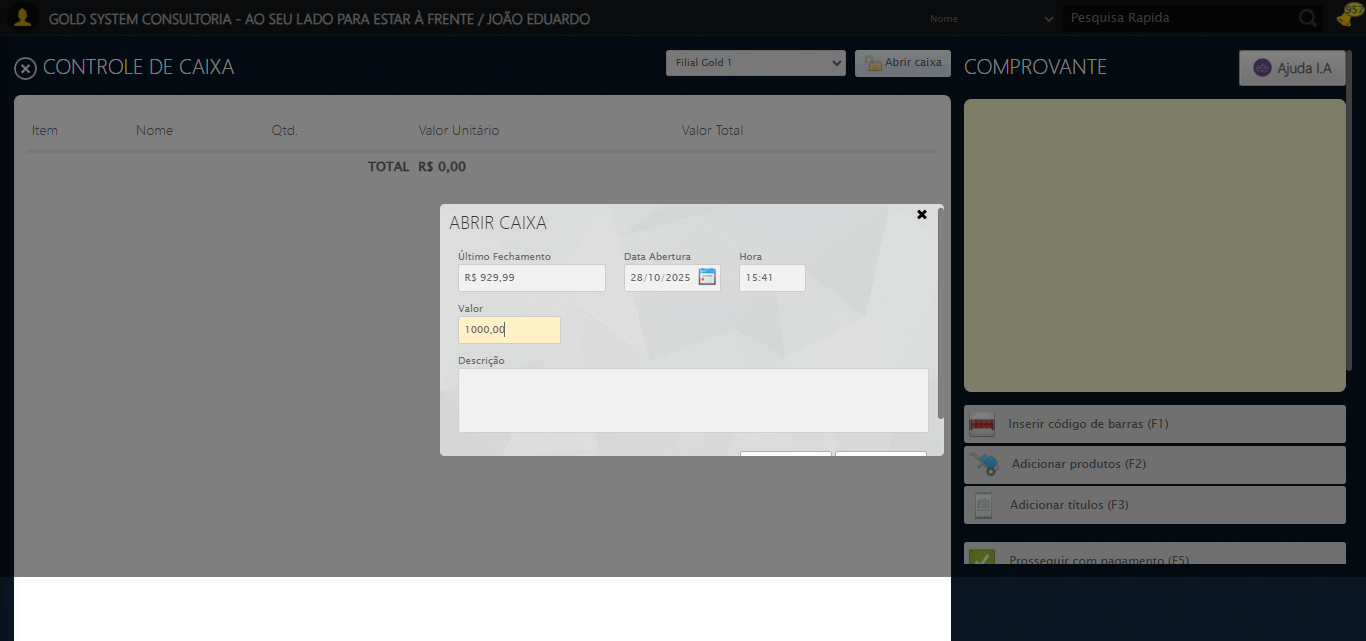 GOLD SYSTEM CONSULTORIA - AO SEU LADO PARA ESTAR À FRENTE / JOÃO EDUARDO
Nome
Pesquisa Rapida
957
CONTROLE DE CAIXA
Filial Gold 1
Abrir caixa
COMPROVANTE
Ajuda I.A
Item Nome Qtd. Valor Unitário Valor Total
TOTAL R$ 0,00
ABRIR CAIXA
Último Fechamento Data Abertura Hora
R$ 929,99 28/10/2025 15:41
Valor
1000,00
Descrição
Inserir código de barras (F1)
Adicionar produtos (F2)
Adicionar títulos (F3)
Prosseguir com pagamento (F5)